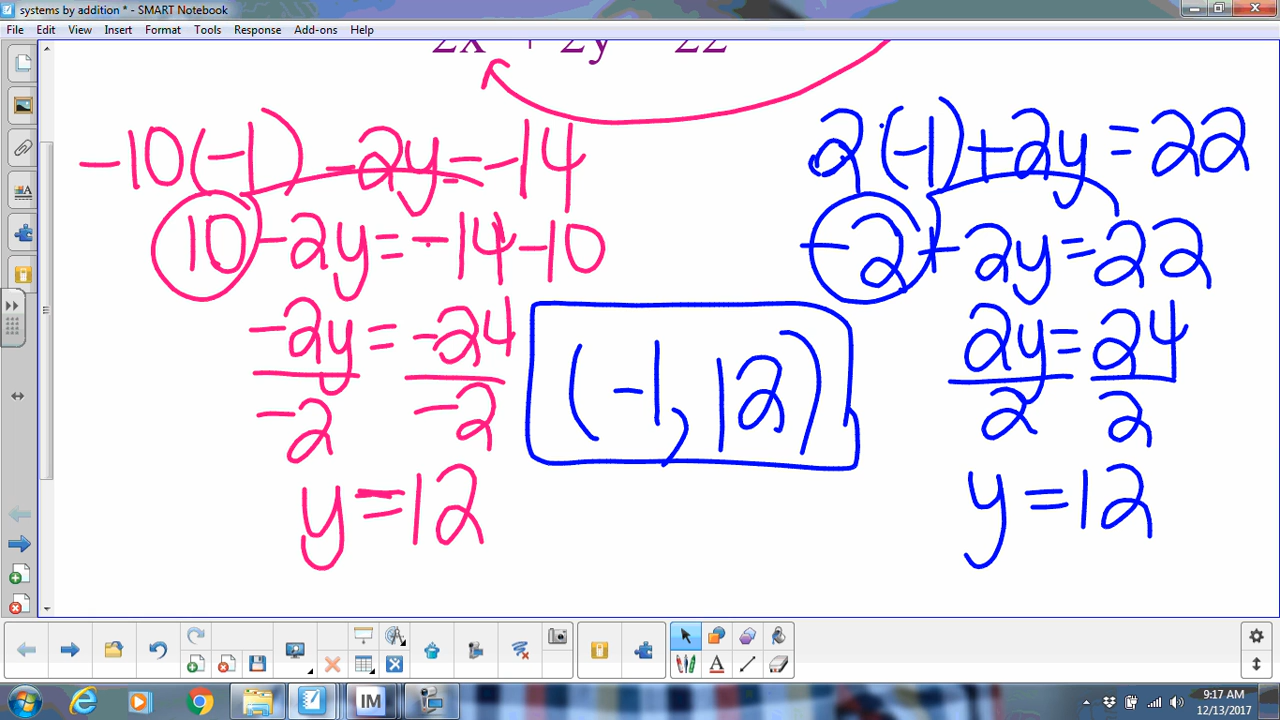 systems by addition * - SMART Notebook
File Edit View Insert Format Tools Response Add-ons Help
2x + 2y 22
-10(-1) - 2y = -14
10 - 2y = -14 - 10
-2y = -24
-2 -2
y = 12
2(-1) + 2y = 22
-2 + 2y = 22
2y = 24
2 2
y = 12
(-1, 12)
IM
9:17 AM
12/13/2017